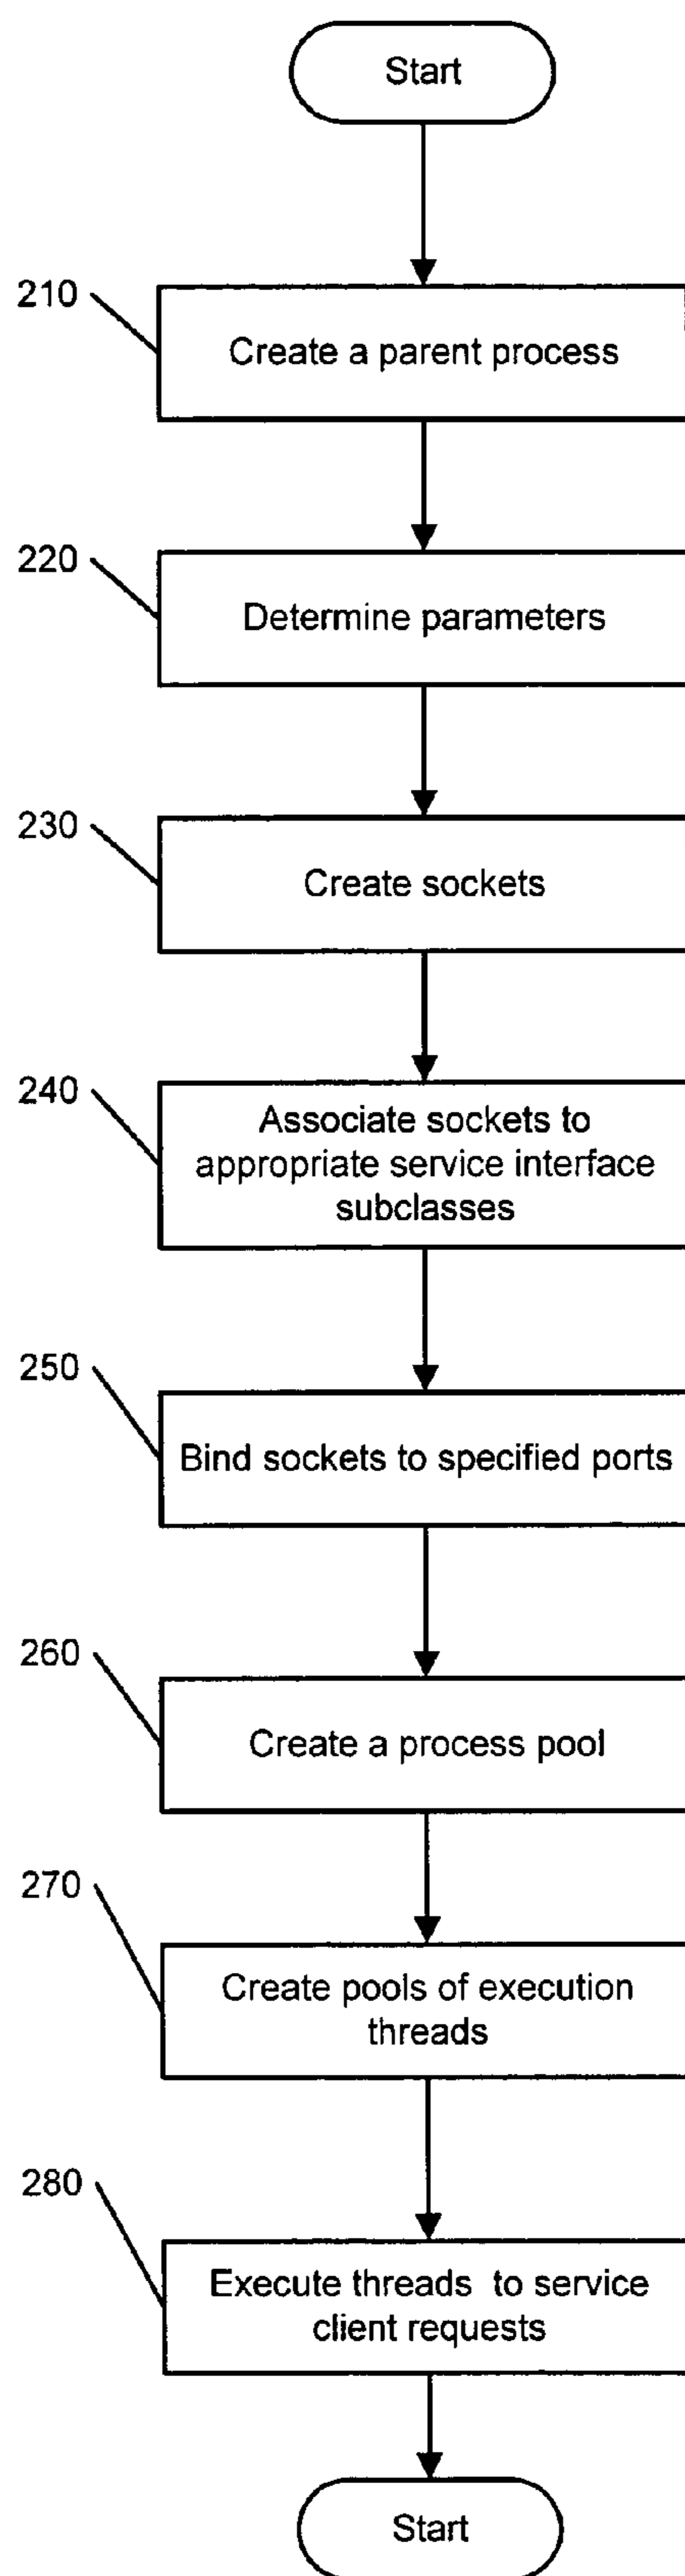 Start
210
Create a parent process
220
Determine parameters
230
Create sockets
240
Associate sockets to
appropriate service interface
subclasses
250
Bind sockets to specified ports
260
Create a process pool
270
Create pools of execution
threads
280
Execute threads to service
client requests
Start